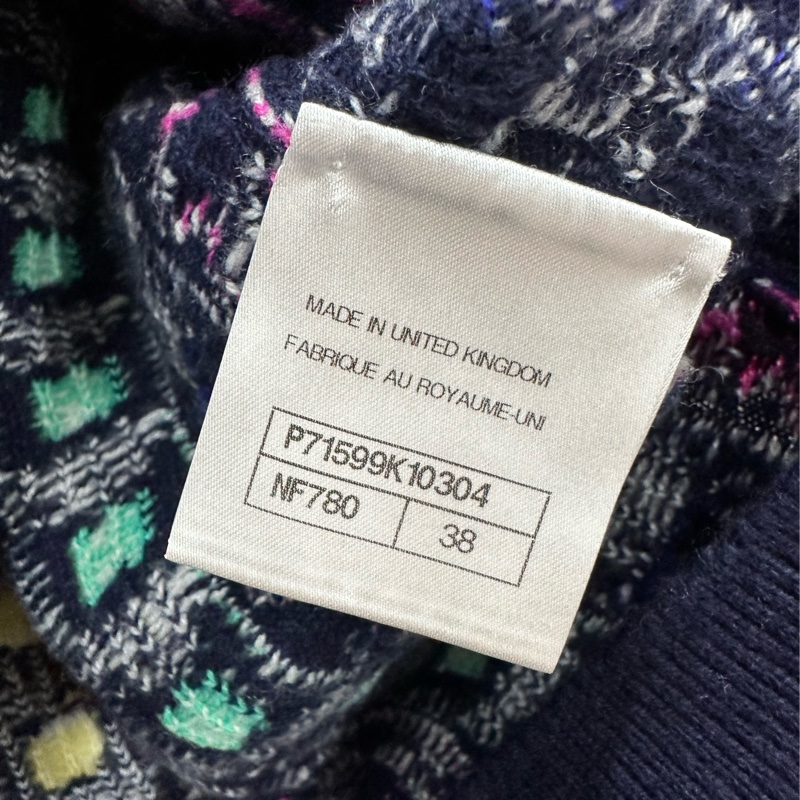 MADE IN UNITED KINGDOM
FABRIQUE AU ROYAUME-UNI
P71599K10304
NF780 38